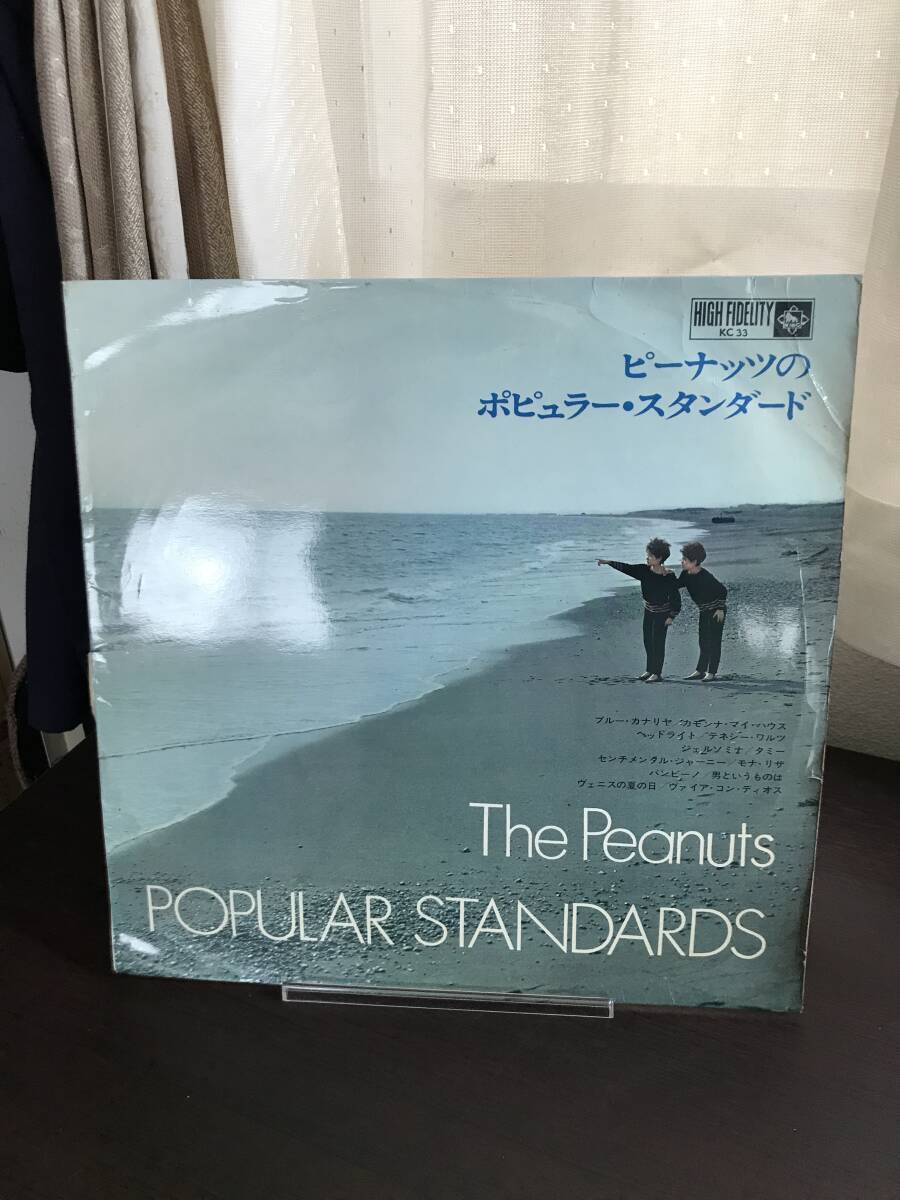 HIGH FIDELITY
KC 33
ピーナッツの
ポピュラー・スタンダード
ブルー・カナリヤ/カモンナ・マイ・ハウス
ヘッドライト/テネシー・ワルツ
ジェルソミナ/タミー
センチメンタル・ジャーニー/モナ・リザ
バンビーノ/男というものは
ヴェニスの夏の日/ヴァイア・コン・ディオス
The Peanuts
POPULAR STANDARDS